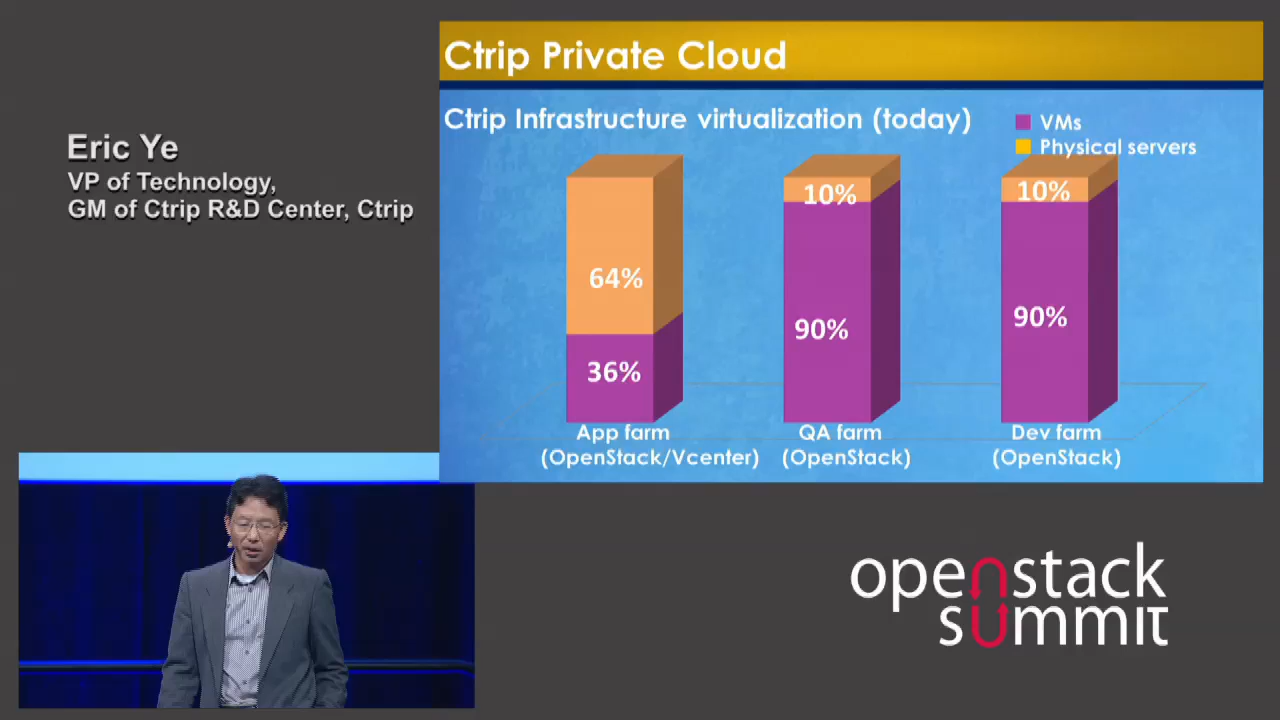 Eric Ye
VP of Technology,
GM of Ctrip R&D Center, Ctrip
Ctrip Private Cloud
Ctrip Infrastructure virtualization (today)
VMs
Physical servers
64%
36%
10%
90%
10%
90%
App farm
(OpenStack/Vcenter)
QA farm
(OpenStack)
Dev farm
(OpenStack)
openstack
summit